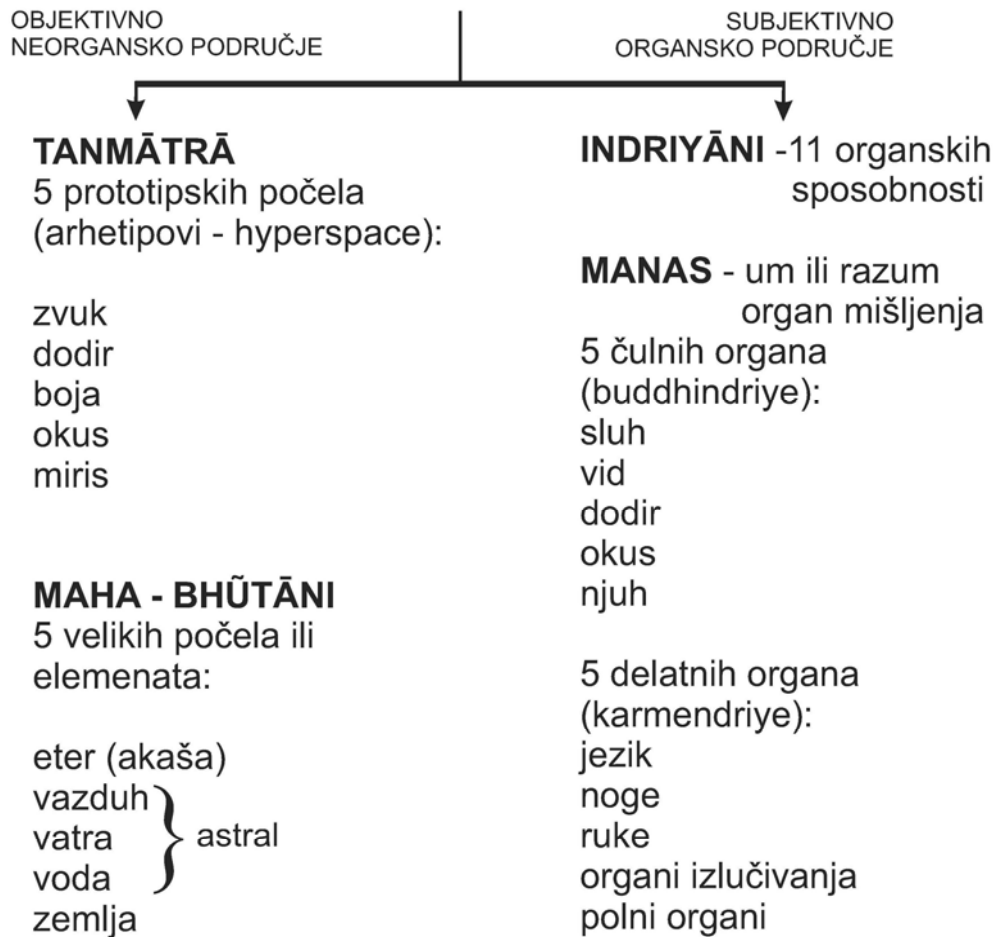 OBJEKTIVNO
NEORGANSKO PODRUČJE
TANMĀTRĀ
5 prototipskih počela
(arhetipovi - hyperspace):
zvuk
dodir
boja
okus
miris
MAHA - BHŨTĀNI
5 velikih počela ili
elemenata:
eter (akaša)
vazduh
vatra
voda
astral
zemlja
SUBJEKTIVNO
ORGANSKO PODRUČJE
INDRIYĀNI -11 organskih
sposobnosti
MANAS - um ili razum
organ mišljenja
5 čulnih organa
(buddhindriye):
sluh
vid
dodir
okus
njuh
5 delatnih organa
(karmendriye):
jezik
noge
ruke
organi izlučivanja
polni organi